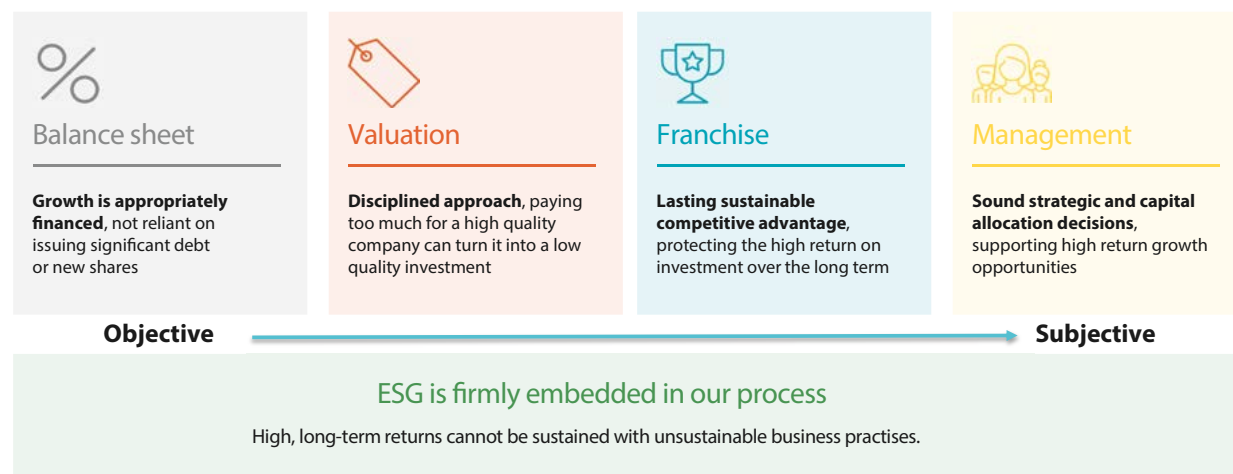 Balance sheet
Growth is appropriately
financed, not reliant on
issuing significant debt
or new shares
Valuation
Disciplined approach, paying
too much for a high quality
company can turn it into a low
quality investment
Franchise
Lasting sustainable
competitive advantage,
protecting the high return on
investment over the long term
Management
Sound strategic and capital
allocation decisions,
supporting high return growth
opportunities
Objective
Subjective
ESG is firmly embedded in our process
High, long-term returns cannot be sustained with unsustainable business practises.